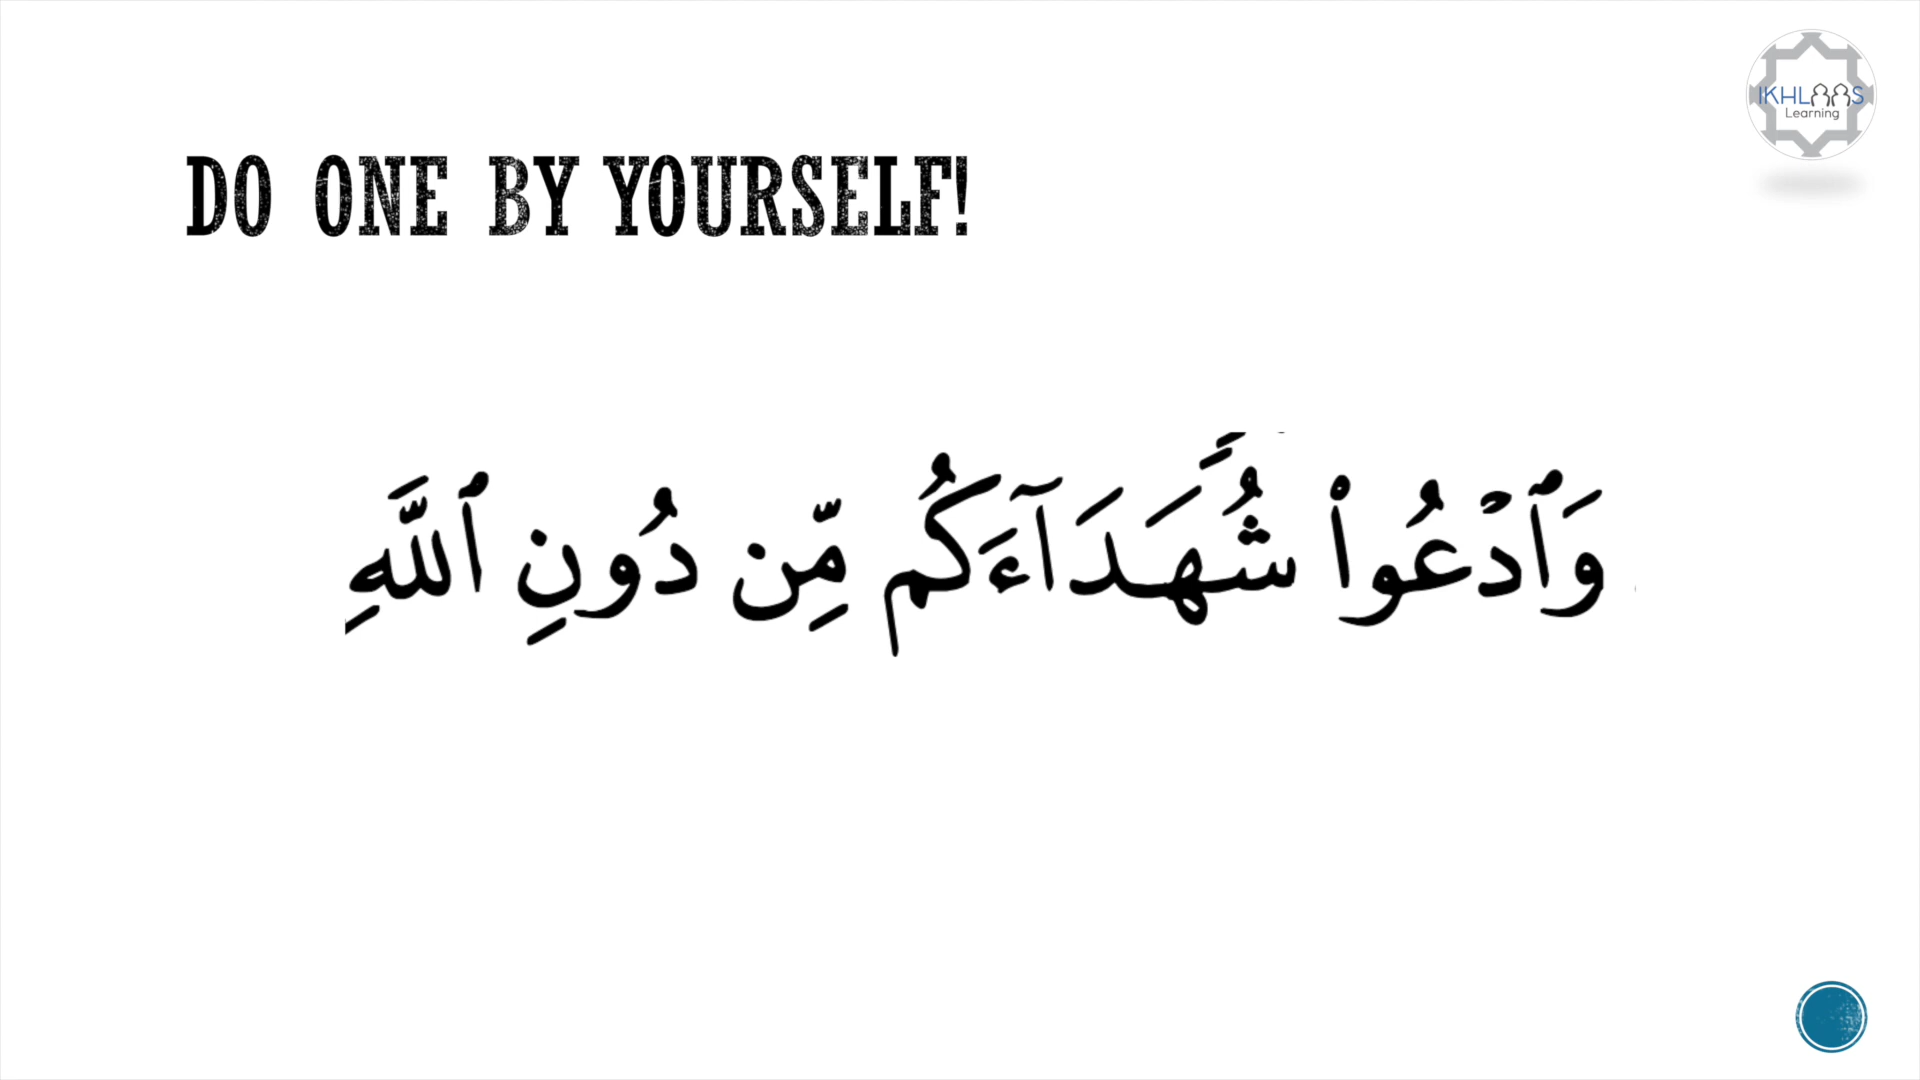 IKHLAAS
Learning
DO ONE BY YOURSELF!
وَٱدْعُوا۟ شُهَدَآءَكُم مِّن دُونِ ٱللَّهِ